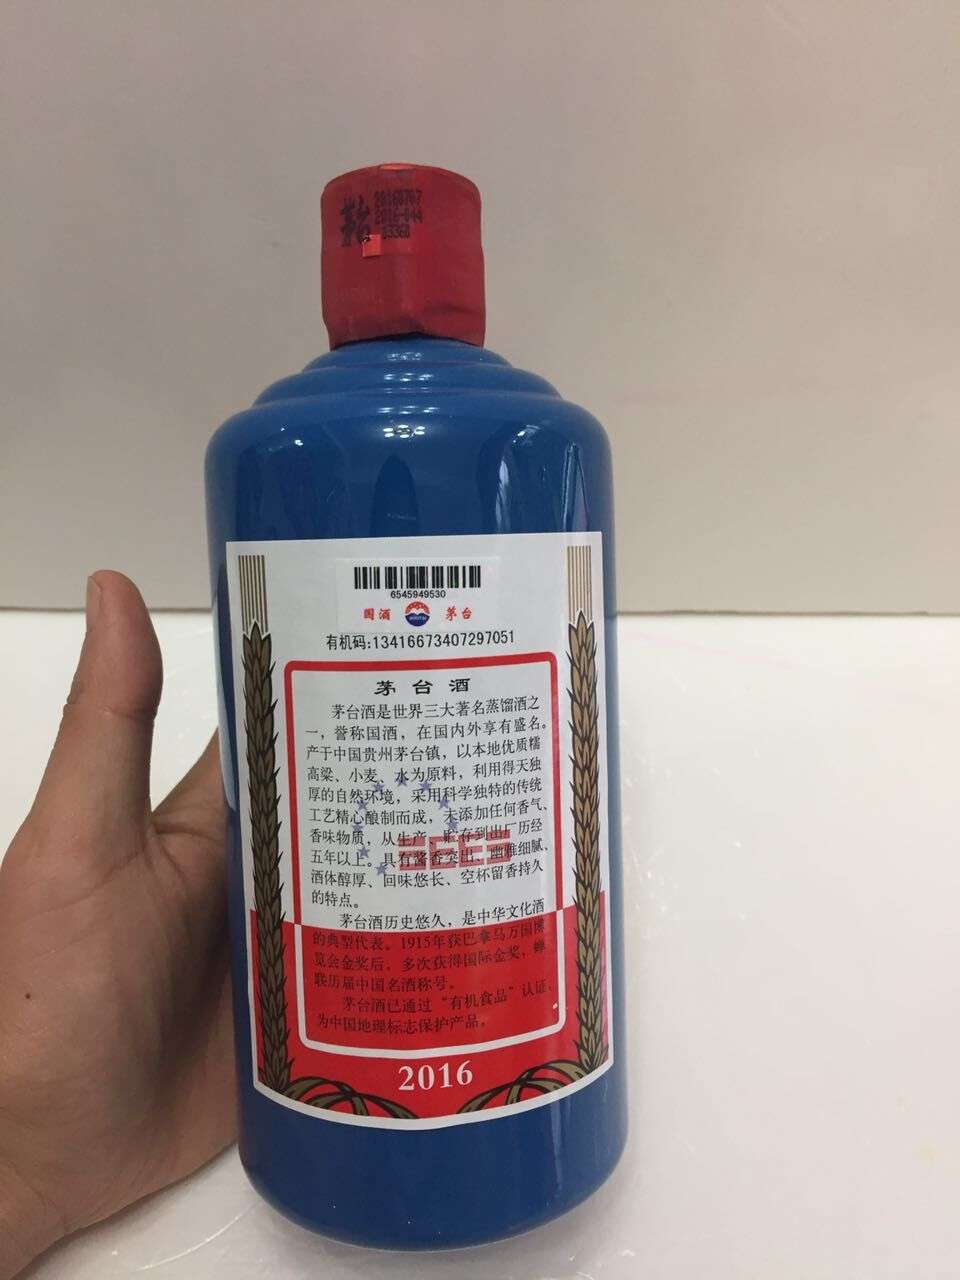 茅台
20160707
2016-044
03360
6545949530
国酒 茅台
有机码:13416673407297051
茅台酒
茅台酒是世界三大著名蒸馏酒之
一，誉称国酒，在国内外享有盛名。
产于中国贵州茅台镇，以本地优质糯
高粱、小麦、水为原料，利用得天独
厚的自然环境，采用科学独特的传统
工艺精心酿制而成，未添加任何香气、
香味物质，从生产、贮存到出厂历经
五年以上。具有酱香突出、幽雅细腻、
酒体醇厚、回味悠长、空杯留香持久
的特点。
茅台酒历史悠久，是中华文化酒
的典型代表。1915年获巴拿马万国博
览会金奖后，多次获得国际金奖，蝉
联历届中国名酒称号。
茅台酒已通过“有机食品”认证，
为中国地理标志保护产品。
2016